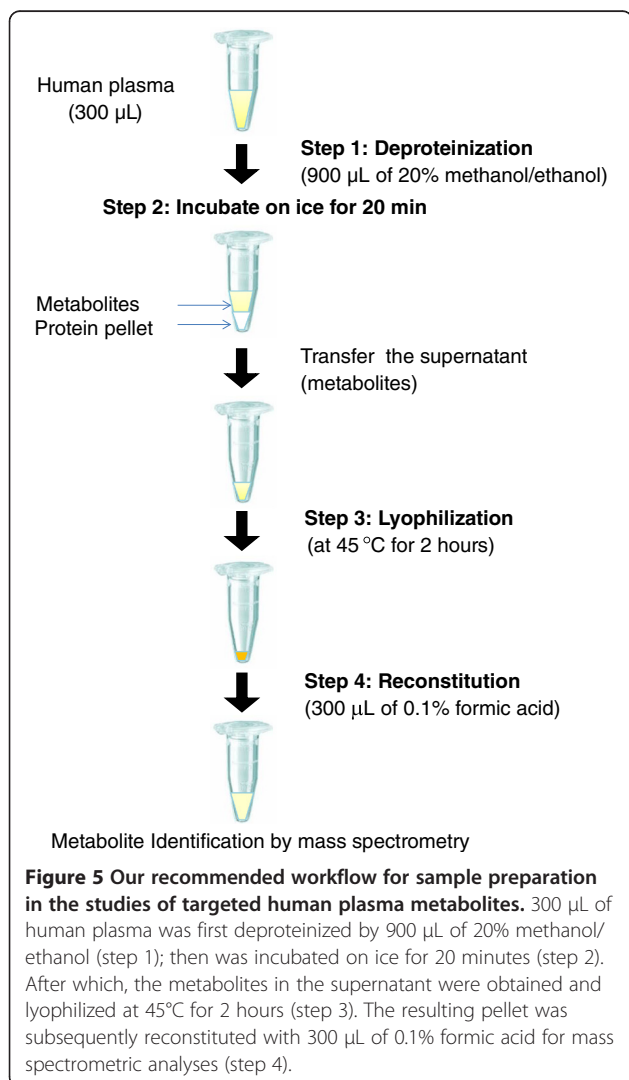 Human plasma
(300 µL)
Step 1: Deproteinization
(900 µL of 20% methanol/ethanol)
Step 2: Incubate on ice for 20 min
Metabolites
Protein pellet
Transfer the supernatant
(metabolites)
Step 3: Lyophilization
(at 45 °C for 2 hours)
Step 4: Reconstitution
(300 µL of 0.1% formic acid)
Metabolite Identification by mass spectrometry
Figure 5 Our recommended workflow for sample preparation
in the studies of targeted human plasma metabolites. 300 µL of
human plasma was first deproteinized by 900 µL of 20% methanol/
ethanol (step 1); then was incubated on ice for 20 minutes (step 2).
After which, the metabolites in the supernatant were obtained and
lyophilized at 45°C for 2 hours (step 3). The resulting pellet was
subsequently reconstituted with 300 µL of 0.1% formic acid for mass
spectrometric analyses (step 4).